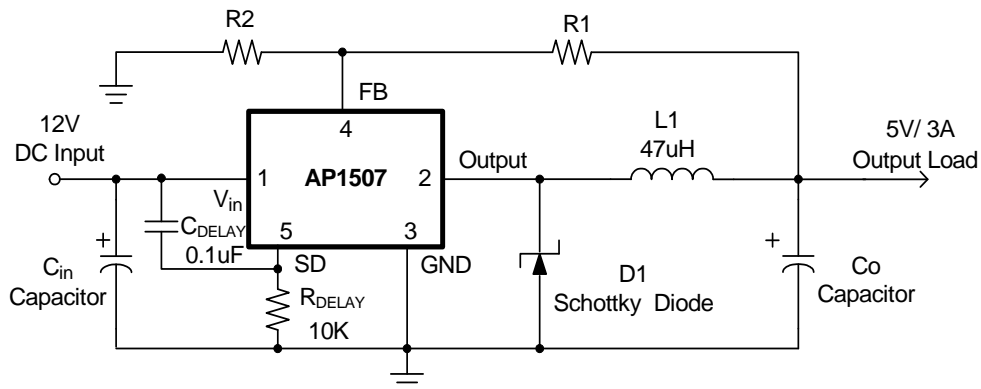 R2
R1
FB
12V
DC Input
4
L1
47uH
5V/ 3A
Output Load
Output
1
AP1507
2
Vin
CDELAY
0.1uF
5
3
SD
GND
Cin
Capacitor
RDELAY
10K
D1
Schottky Diode
Co
Capacitor
+
+